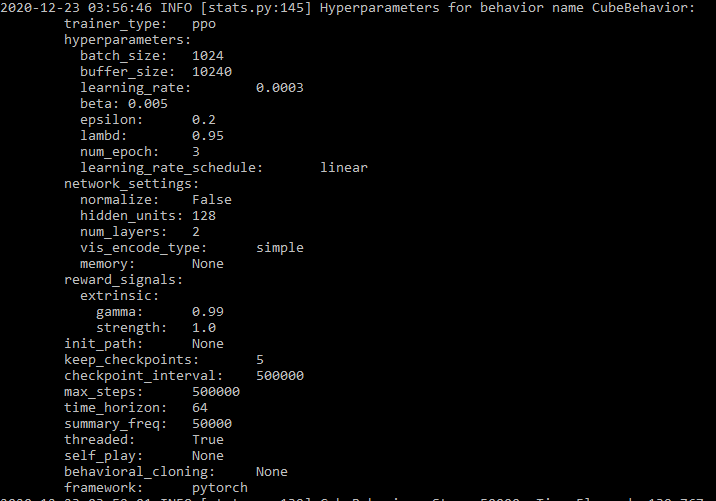 2020-12-23 03:56:46 INFO [stats.py:145] Hyperparameters for behavior name CubeBehavior:
trainer_type: ppo
hyperparameters:
batch_size: 1024
buffer_size: 10240
learning_rate: 0.0003
beta: 0.005
epsilon: 0.2
lambd: 0.95
num_epoch: 3
learning_rate_schedule: linear
network_settings:
normalize: False
hidden_units: 128
num_layers: 2
vis_encode_type: simple
memory: None
reward_signals:
extrinsic:
gamma: 0.99
strength: 1.0
init_path: None
keep_checkpoints: 5
checkpoint_interval: 500000
max_steps: 500000
time_horizon: 64
summary_freq: 50000
threaded: True
self_play: None
behavioral_cloning: None
framework: pytorch